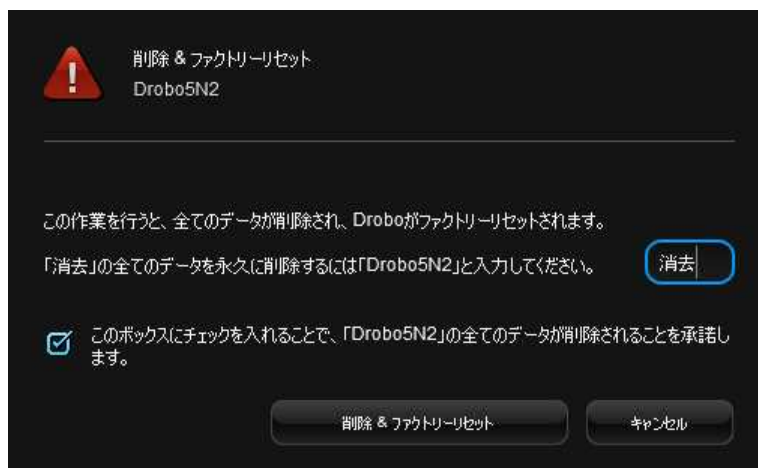 削除 & ファクトリーリセット
Drobo5N2
この作業を行うと、全てのデータが削除され、Droboがファクトリーリセットされます。
「消去」の全てのデータを永久に削除するには「Drobo5N2」と入力してください。
消去
このボックスにチェックを入れることで、「Drobo5N2」の全てのデータが削除されることを承諾し
ます。
削除 & ファクトリーリセット
キャンセル